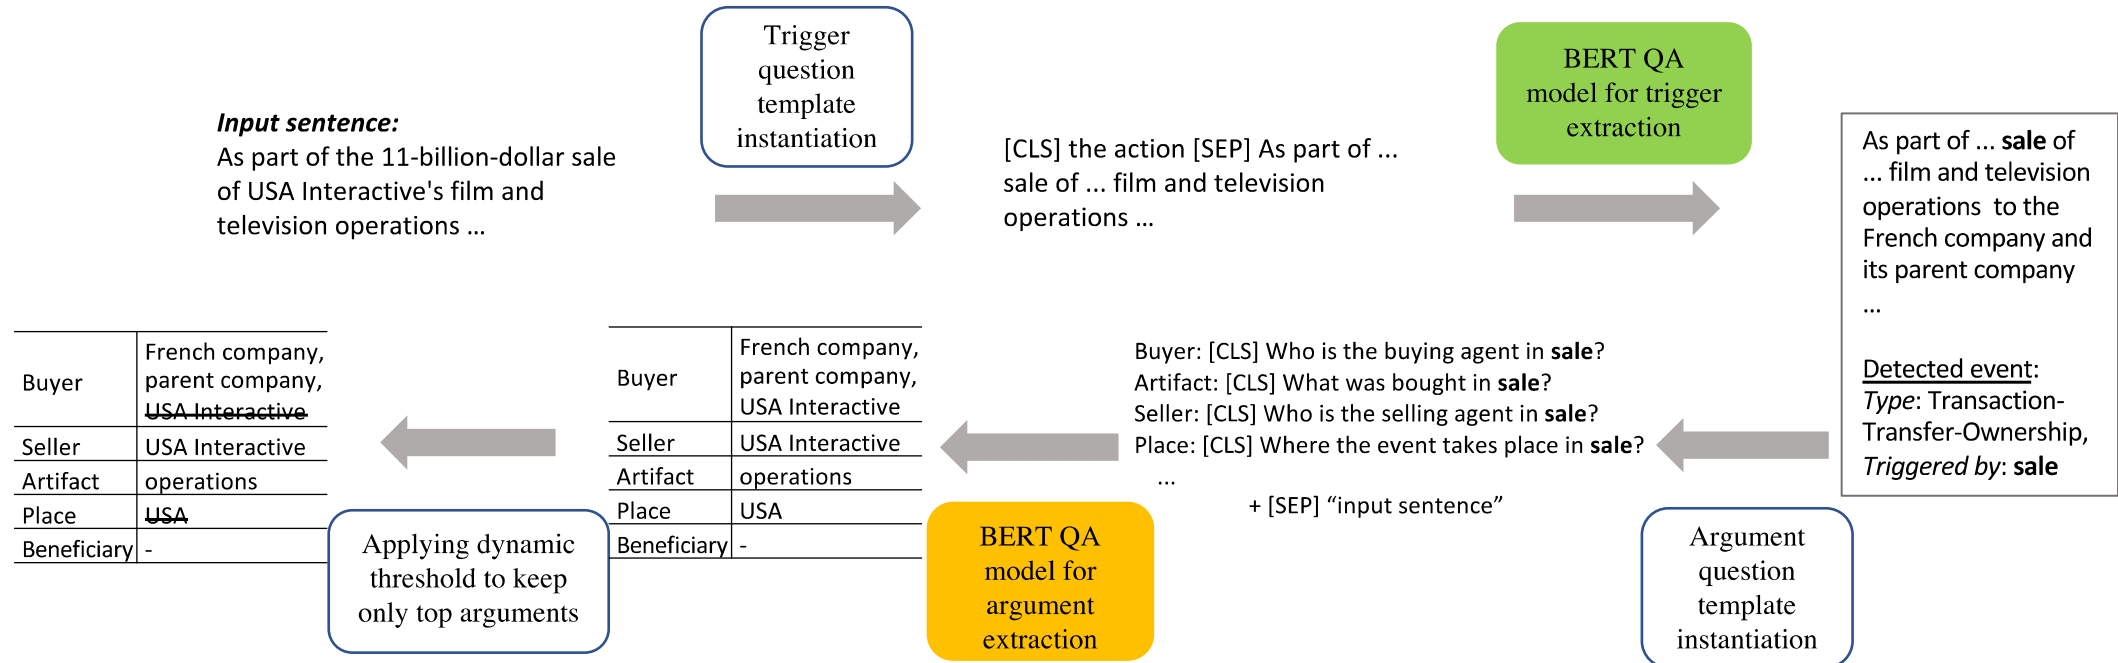 Trigger
question
template
instantiation
Input sentence:
As part of the 11-billion-dollar sale
of USA Interactive's film and
television operations ...
[CLS] the action [SEP] As part of ...
sale of ... film and television
operations ...
BERT QA
model for trigger
extraction
As part of ... sale of
... film and television
operations to the
French company and
its parent company
...
Detected event:
Type: Transaction-
Transfer-Ownership,
Triggered by: sale
Argument
question
template
instantiation
Buyer: [CLS] Who is the buying agent in sale?
Artifact: [CLS] What was bought in sale?
Seller: [CLS] Who is the selling agent in sale?
Place: [CLS] Where the event takes place in sale?
...
+ [SEP] “input sentence”
BERT QA
model for
argument
extraction
Buyer French company,
parent company,
USA Interactive
Seller USA Interactive
Artifact operations
Place USA
Beneficiary -
Applying dynamic
threshold to keep
only top arguments
Buyer French company,
parent company,
USA Interactive
Seller USA Interactive
Artifact operations
Place USA
Beneficiary -